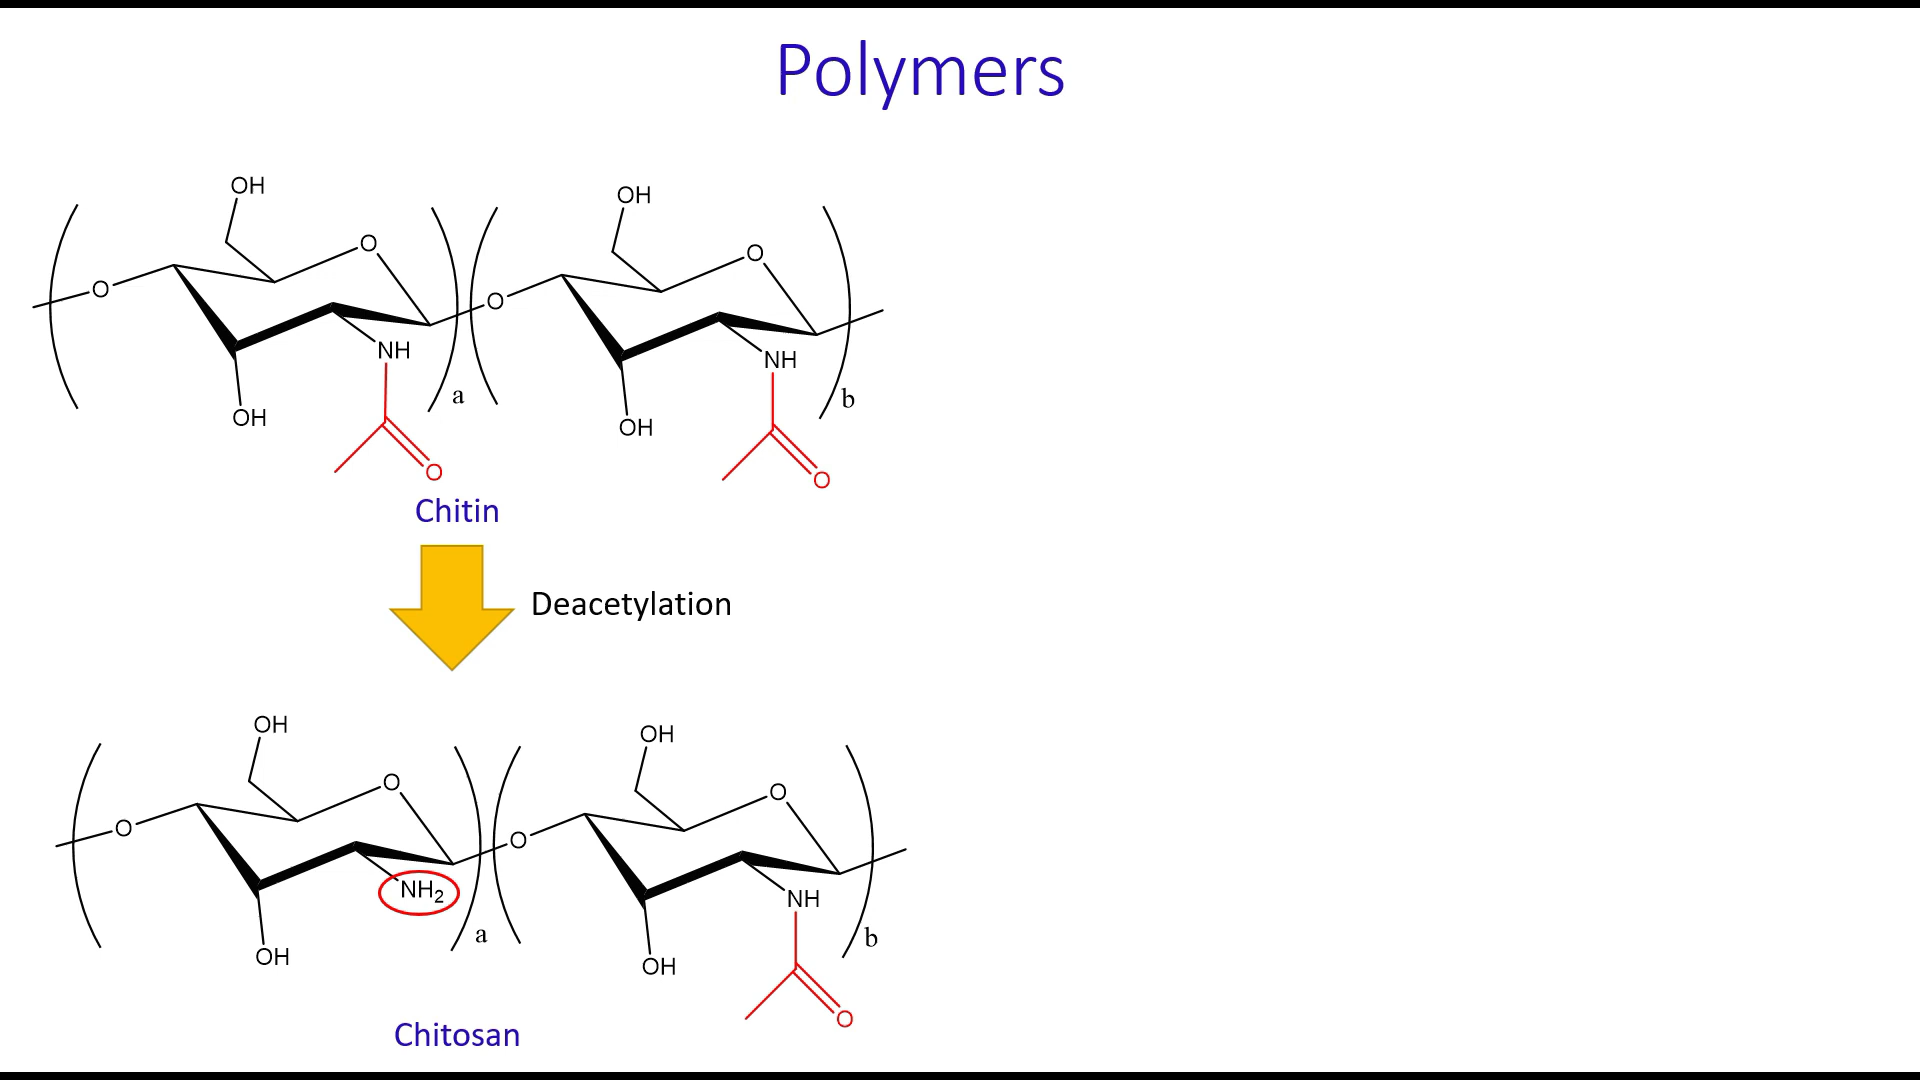 Polymers
OH
OH
O
O
O
O
NH
NH
a
b
OH
OH
O
O
Chitin
Deacetylation
OH
OH
O
O
O
O
NH2
NH
a
b
OH
OH
O
Chitosan